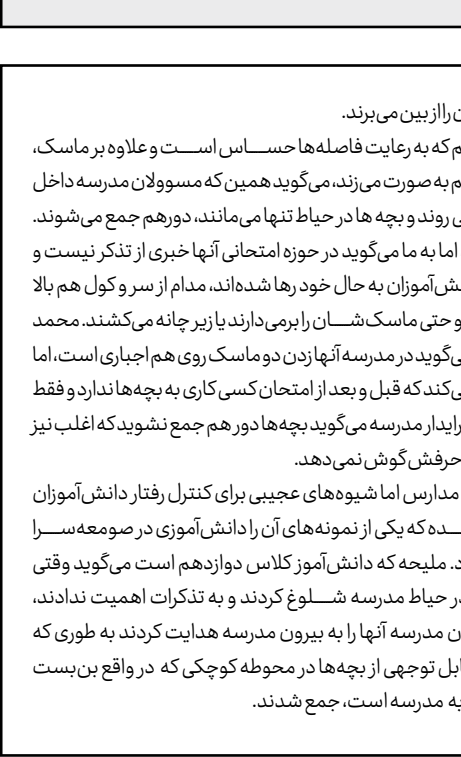 را از بین می‌برند.
که به رعایت فاصله‌ها حساس است و علاوه بر ماسک،
به صورت می‌زند، می‌گوید همین که مسوولان مدرسه داخل
روند و بچه ها در حیاط تنها می‌مانند، دورهم جمع می‌شوند.
اما به ما می‌گوید در حوزه امتحانی آنها خبری از تذکر نیست و
به حال خود رها شده‌اند، مدام از سر و کول هم بالا
و حتی ماسک‌شان را برمی‌دارند یا زیر چانه می‌کشند. محمد
می‌گوید در مدرسه آنها زدن دو ماسک روی هم اجباری است، اما
می‌کند که قبل و بعد از امتحان کسی کاری به بچه‌ها ندارد و فقط
سرایدار مدرسه می‌گوید بچه‌ها دور هم جمع نشوید که اغلب نیز
حرفش گوش نمی‌دهد.
مدارس اما شیوه‌های عجیبی برای کنترل رفتار دانش‌آموزان
که یکی از نمونه‌های آن را دانش‌آموزی در صومعه‌سرا
ملیحه که دانش‌آموز کلاس دوازدهم است می‌گوید وقتی
در حیاط مدرسه شلوغ کردند و به تذکرات اهمیت ندادند،
مدرسه آنها را به بیرون مدرسه هدایت کردند به طوری که
توجهی از بچه‌ها در محوطه کوچکی که در واقع بن‌بست
به مدرسه است، جمع شدند.